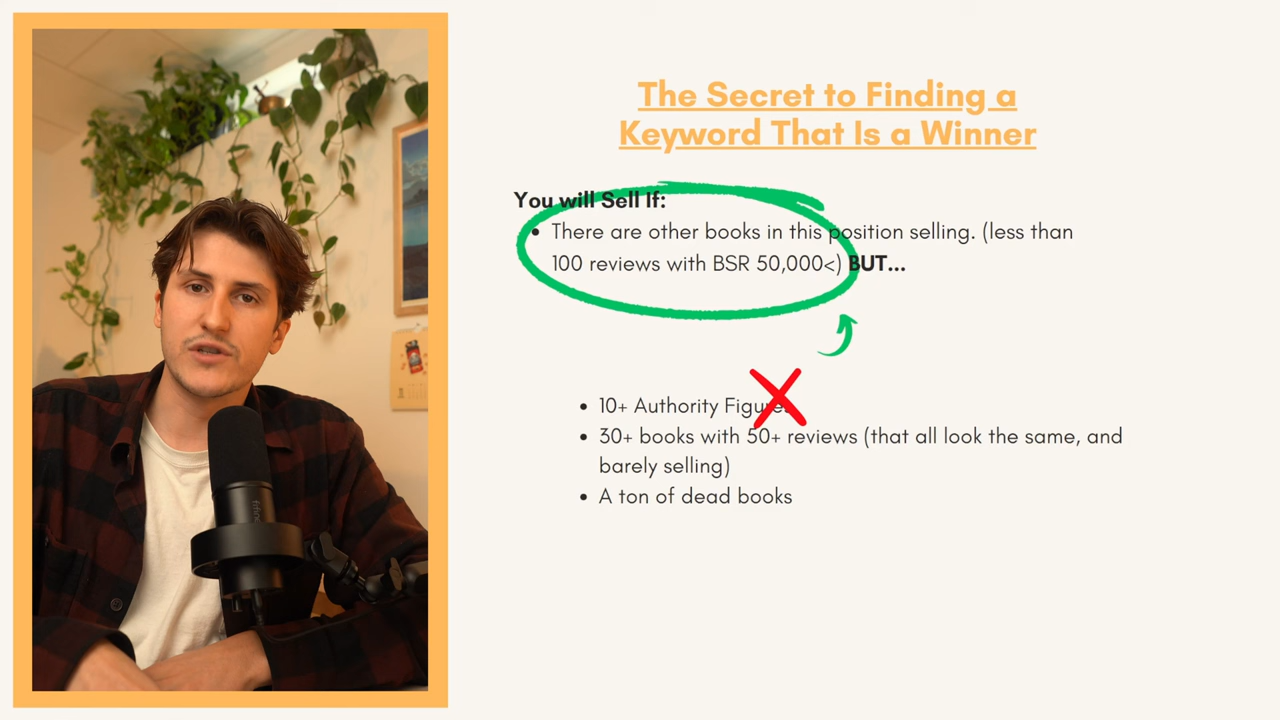 The Secret to Finding a
Keyword That Is a Winner
You will Sell If:
• There are other books in this position selling. (less than
100 reviews with BSR 50,000<) BUT...
• 10+ Authority Figures
• 30+ books with 50+ reviews (that all look the same, and
barely selling)
• A ton of dead books